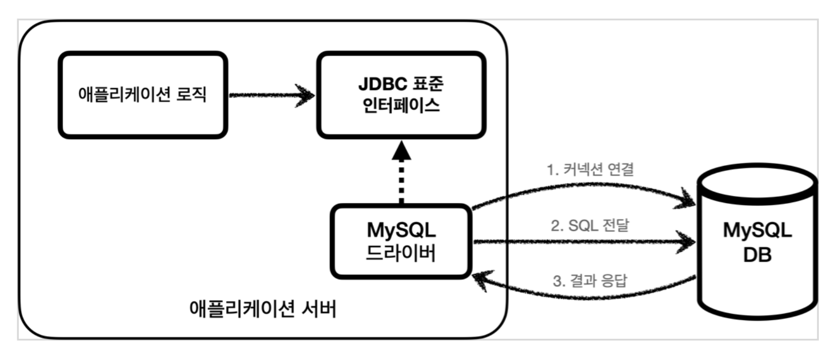 애플리케이션 로직
JDBC 표준
인터페이스
1. 커넥션 연결
MySQL
드라이버
2. SQL 전달
MySQL
DB
3. 결과 응답
애플리케이션 서버